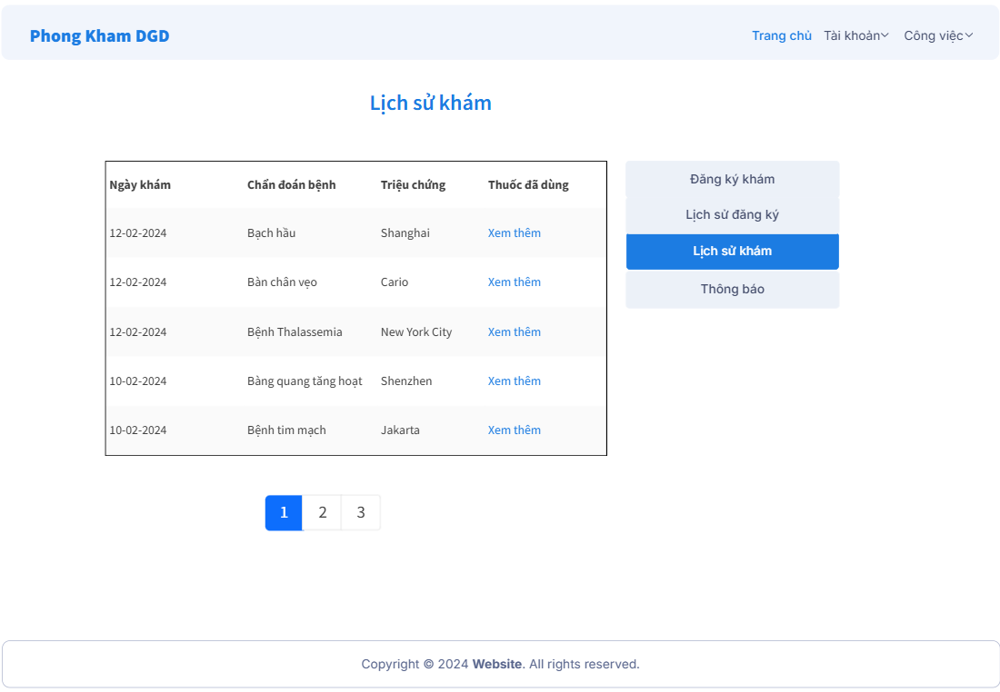 Phong Kham DGD
Trang chủ Tài khoản Công việc
Lịch sử khám
Ngày khám Chẩn đoán bệnh Triệu chứng Thuốc đã dùng
12-02-2024 Bạch hầu Shanghai Xem thêm
12-02-2024 Bàn chân vẹo Cario Xem thêm
12-02-2024 Bệnh Thalassemia New York City Xem thêm
10-02-2024 Bàng quang tăng hoạt Shenzhen Xem thêm
10-02-2024 Bệnh tim mạch Jakarta Xem thêm
Đăng ký khám
Lịch sử đăng ký
Lịch sử khám
Thông báo
1 2 3
Copyright © 2024 Website. All rights reserved.